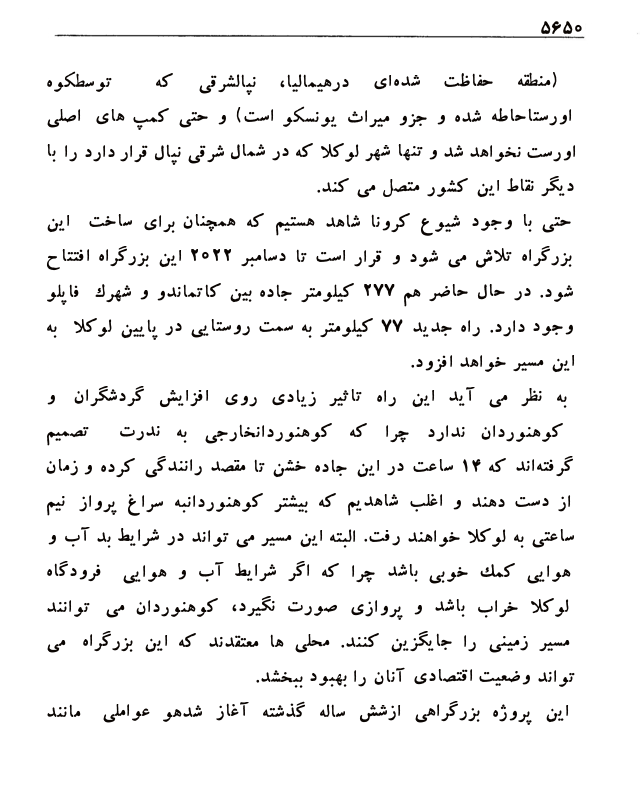 ۵۶۵۰
(منطقه حفاظت شده‌ای درهیمالیا، نپالشرقی که توسطکوه
اورستاحاطه شده و جزو میراث یونسکو است) و حتی کمپ های اصلی
اورست نخواهد شد و تنها شهر لوکلا که در شمال شرقی نپال قرار دارد را با
دیگر نقاط این کشور متصل می کند.
حتی با وجود شیوع کرونا شاهد هستیم که همچنان برای ساخت این
بزرگراه تلاش می شود و قرار است تا دسامبر ۲۰۲۲ این بزرگراه افتتاح
شود. در حال حاضر هم ۲۷۷ کیلومتر جاده بین کاتماندو و شهرك فاپلو
وجود دارد. راه جدید ۷۷ کیلومتر به سمت روستایی در پایین لوکلا به
این مسیر خواهد افزود.
به نظر می آید این راه تاثیر زیادی روی افزایش گردشگران و
کوهنوردان ندارد چرا که کوهنوردانخارجی به ندرت تصمیم
گرفته‌اند که ۱۴ ساعت در این جاده خشن تا مقصد رانندگی کرده و زمان
از دست دهند و اغلب شاهدیم که بیشتر کوهنوردانبه سراغ پرواز نیم
ساعتی به لوکلا خواهند رفت. البته این مسیر می تواند در شرایط بد آب و
هوایی کمك خوبی باشد چرا که اگر شرایط آب و هوایی فرودگاه
لوکلا خراب باشد و پروازی صورت نگیرد، کوهنوردان می توانند
مسیر زمینی را جایگزین کنند. محلی ها معتقدند که این بزرگراه می
تواند وضعیت اقتصادی آنان را بهبود ببخشد.
این پروژه بزرگراهی ازشش ساله گذشته آغاز شدهو عواملی مانند